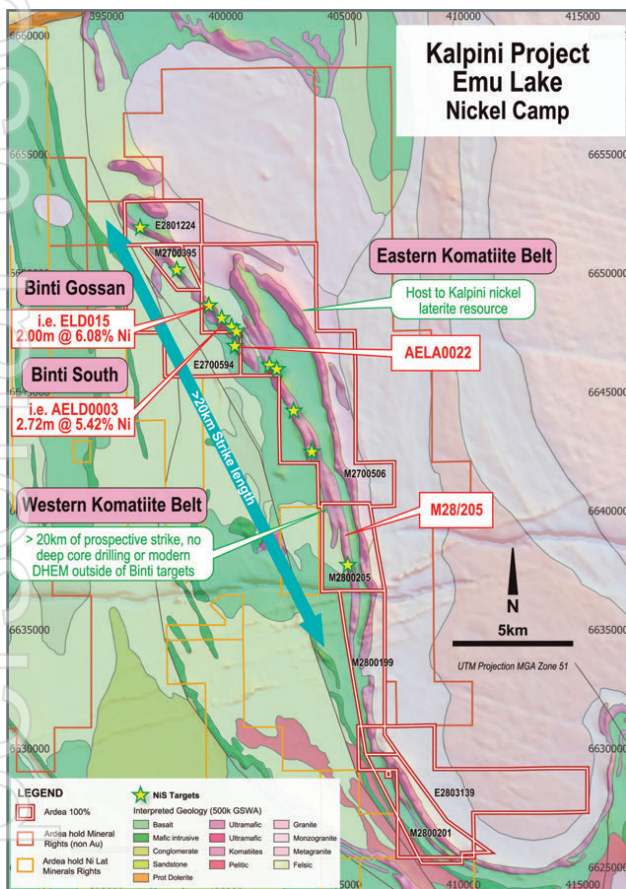 395000
400000
405000
410000
415000
6660000
6660000
Kalpini Project
Emu Lake
Nickel Camp
6655000
6655000
E2801224
M2700395
Eastern Komatiite Belt
6650000
Binti Gossan
Host to Kalpini nickel
laterite resource
i.e. ELD015
2.00m @ 6.08% Ni
AELA0022
Binti South
E2700594
i.e. AELD0003
2.72m @ 5.42% Ni
6645000
>20km Strike length
M2700506
Western Komatiite Belt
M28/205
6640000
> 20km of prospective strike, no
deep core drilling or modern
DHEM outside of Binti targets
M2800205
N
6635000
6635000
5km
M2800199
UTM Projection MGA Zone 51
6630000
6630000
LEGEND
NiS Targets
E2803139
Ardea 100%
Interpreted Geology (500k GSWA)
Basalt
Ultramafic
Granite
Ardea hold Mineral
Rights (non Au)
Mafic intrusive
Ultramafic
Monzogranite
Conglomerate
Komatiites
Metagranite
M2800201
Ardea hold Ni Lat
Minerals Rights
Sandstone
Pelitic
Felsic
Prot Dolerite
6625000
405000
410000
415000